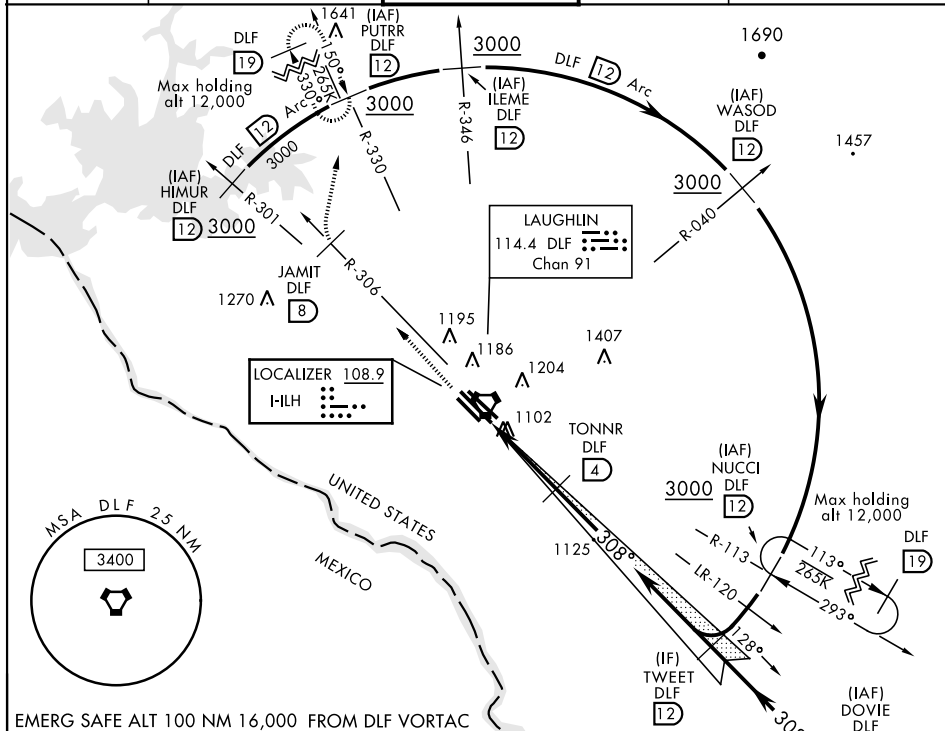 1641
(IAF)
PUTRR
DLF
12
DLF
19
Max holding
alt 12,000
150°
265K
330°
3000
3000
(IAF)
ILEME
DLF
12
DLF 12 Arc
1690
(IAF)
WASOD
DLF
12
1457
DLF 12 Arc
3000
R-330
R-346
3000
R-040
(IAF)
HIMUR
DLF
12
3000
R-301
R-306
JAMIT
DLF
8
1270
LAUGHLIN
114.4 DLF
Chan 91
1195
1186
1204
1407
1102
LOCALIZER 108.9
I-ILH
TONNR
DLF
4
(IAF)
NUCCI
DLF
12
3000
Max holding
alt 12,000
DLF
19
R-113
113°
265K
293°
LR-120
128°
1125
308°
UNITED STATES
MEXICO
MSA DLF 25 NM
3400
(IF)
TWEET
DLF
12
(IAF)
DOVIE
DLF
EMERG SAFE ALT 100 NM 16,000 FROM DLF VORTAC